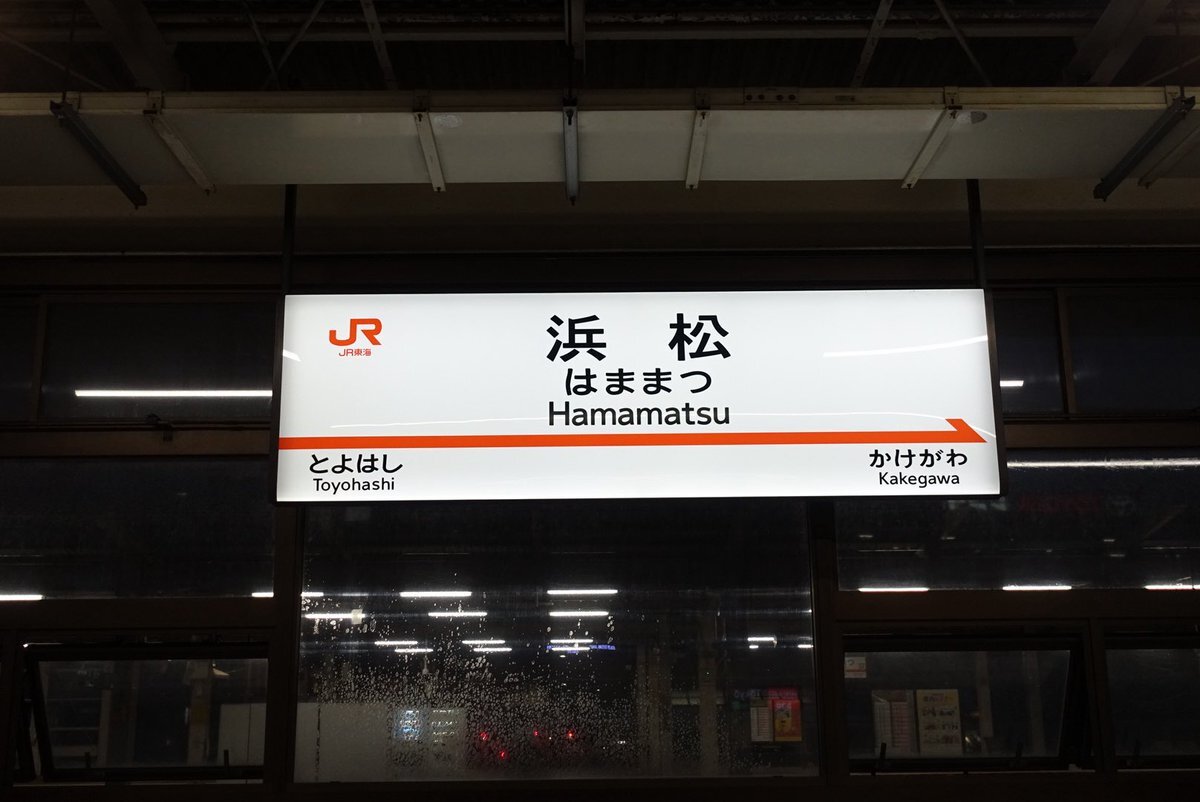 JR
JR東海
浜松
はままつ
Hamamatsu
とよはし
Toyohashi
かけがわ
Kakegawa